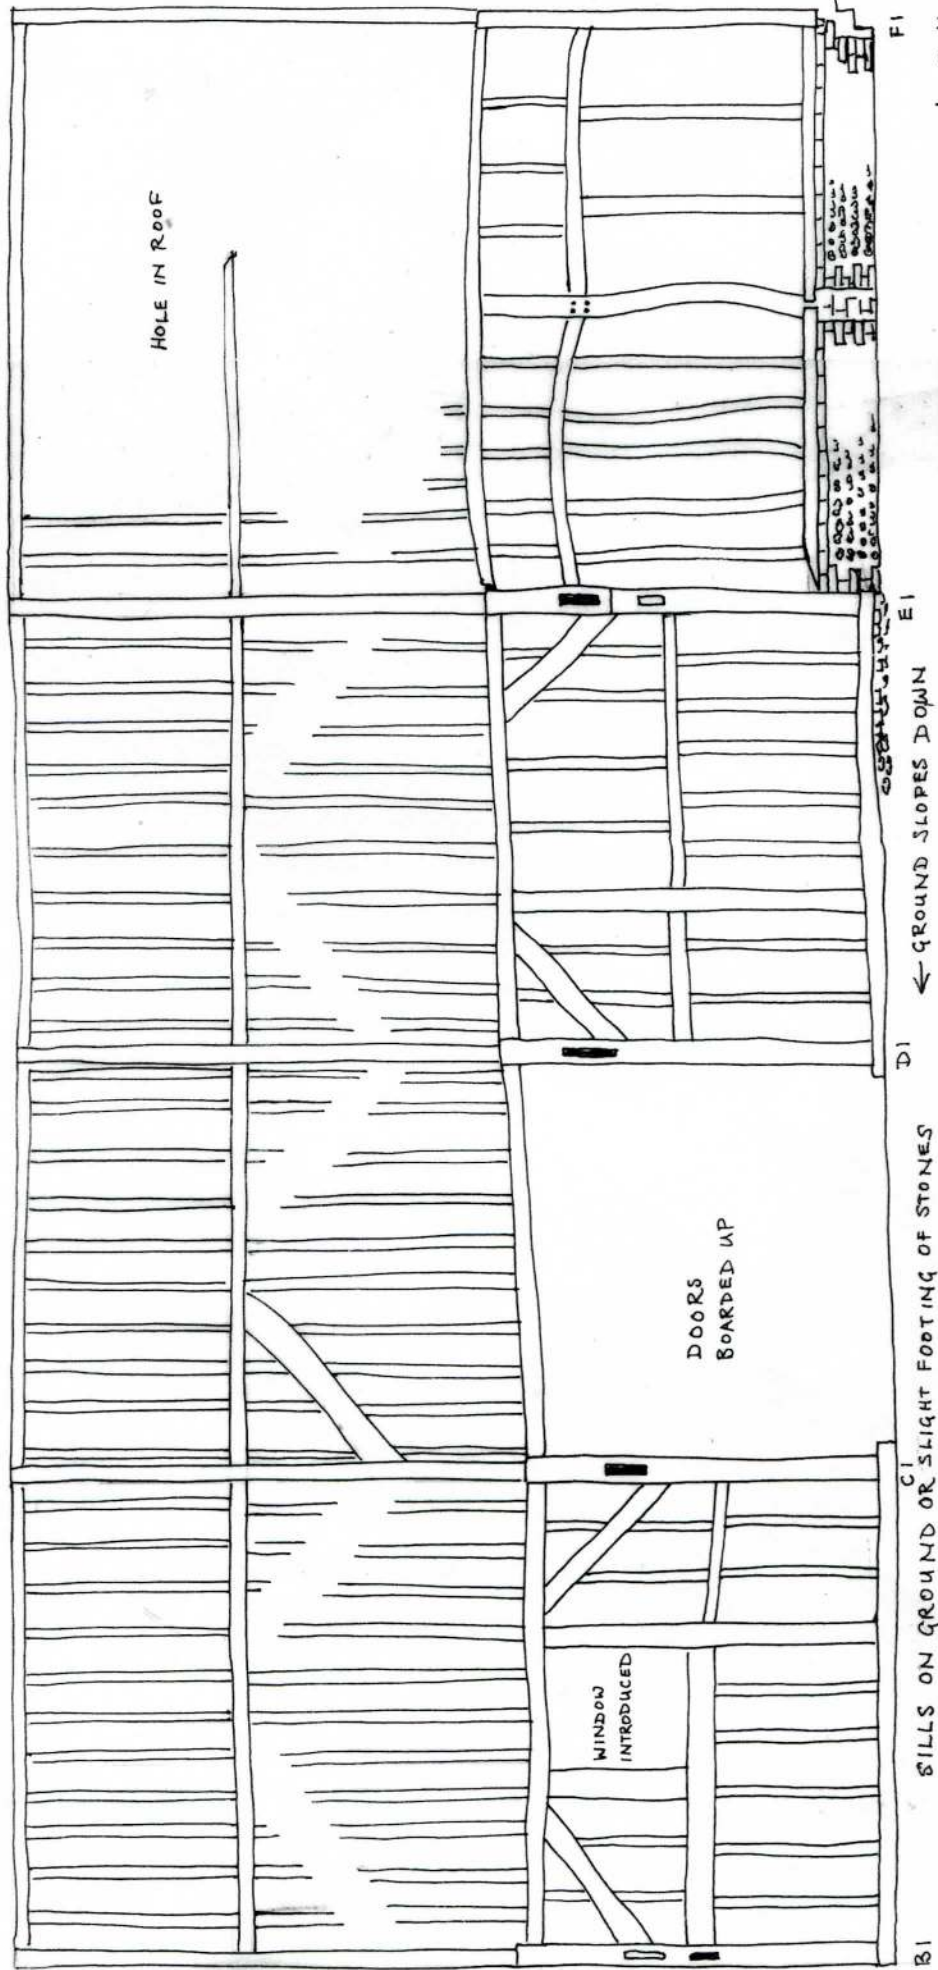 HOLE IN ROOF
WINDOW
INTRODUCED
DOORS
BOARDED UP
B1
C1
D1
E1
F1
← GROUND SLOPES DOWN
SILLS ON GROUND OR SLIGHT FOOTING OF STONES